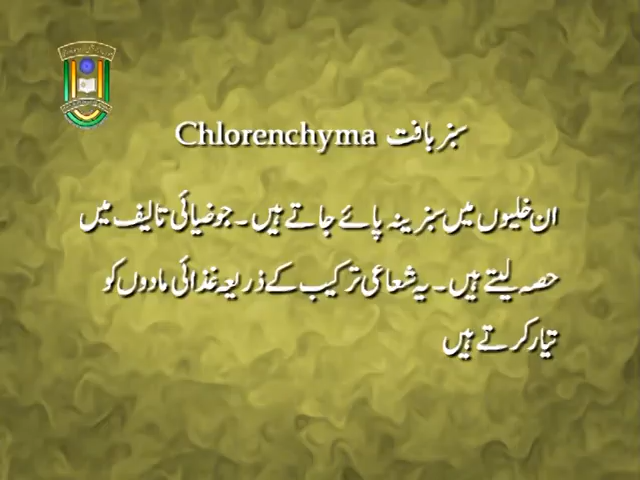 سبز بافت Chlorenchyma
ان خلیوں میں سبزینہ پائے جاتے ہیں۔ جو ضیائی تالیف میں
حصہ لیتے ہیں۔ یہ شعاعی ترکیب کے ذریعہ غذائی مادوں کو
تیار کرتے ہیں